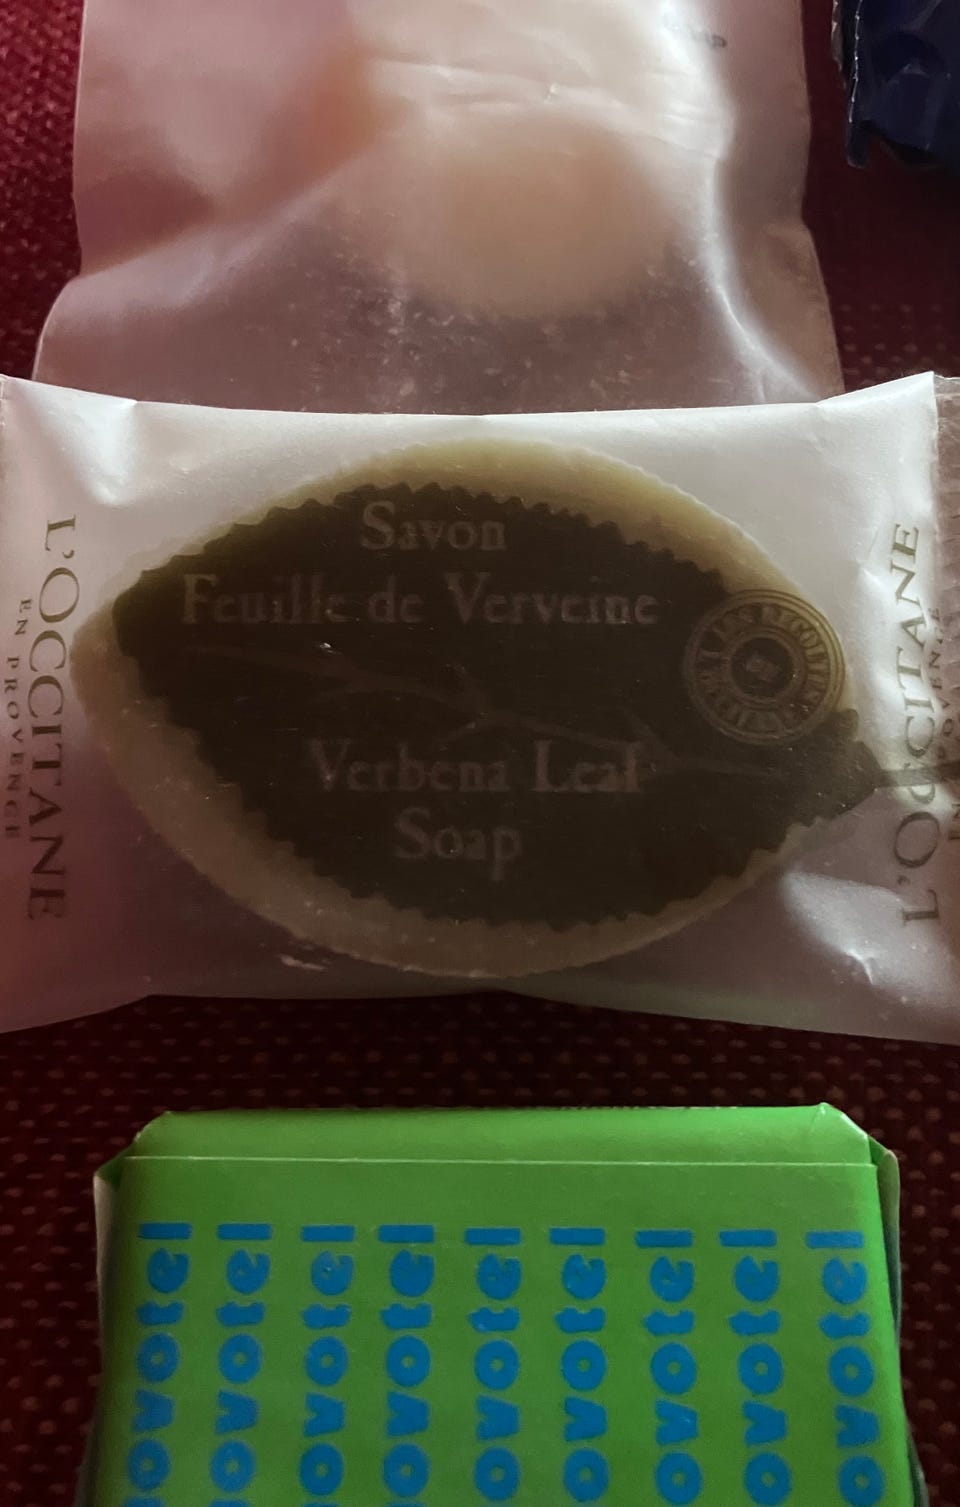 L'OCCITANE
EN PROVENCE
Savon
Feuille de Verveine
Verbena Leaf
Soap
L'OCCITANE
novotel
novotel
novotel
novotel
novotel
novotel
novotel
novotel
novotel